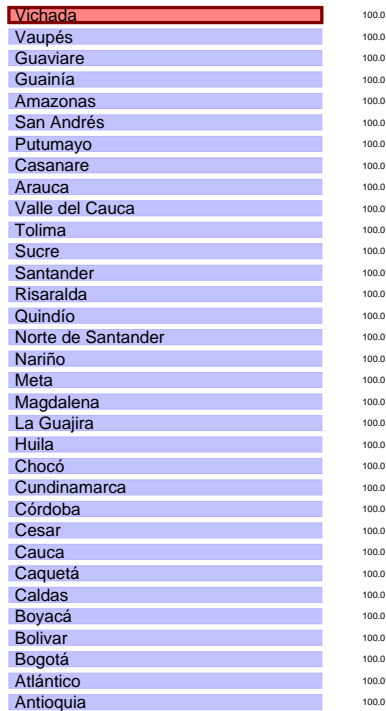 Vichada 100.0
Vaupés 100.0
Guaviare 100.0
Guainía 100.0
Amazonas 100.0
San Andrés 100.0
Putumayo 100.0
Casanare 100.0
Arauca 100.0
Valle del Cauca 100.0
Tolima 100.0
Sucre 100.0
Santander 100.0
Risaralda 100.0
Quindío 100.0
Norte de Santander 100.0
Nariño 100.0
Meta 100.0
Magdalena 100.0
La Guajira 100.0
Huila 100.0
Chocó 100.0
Cundinamarca 100.0
Córdoba 100.0
Cesar 100.0
Cauca 100.0
Caquetá 100.0
Caldas 100.0
Boyacá 100.0
Bolivar 100.0
Bogotá 100.0
Atlántico 100.0
Antioquia 100.0